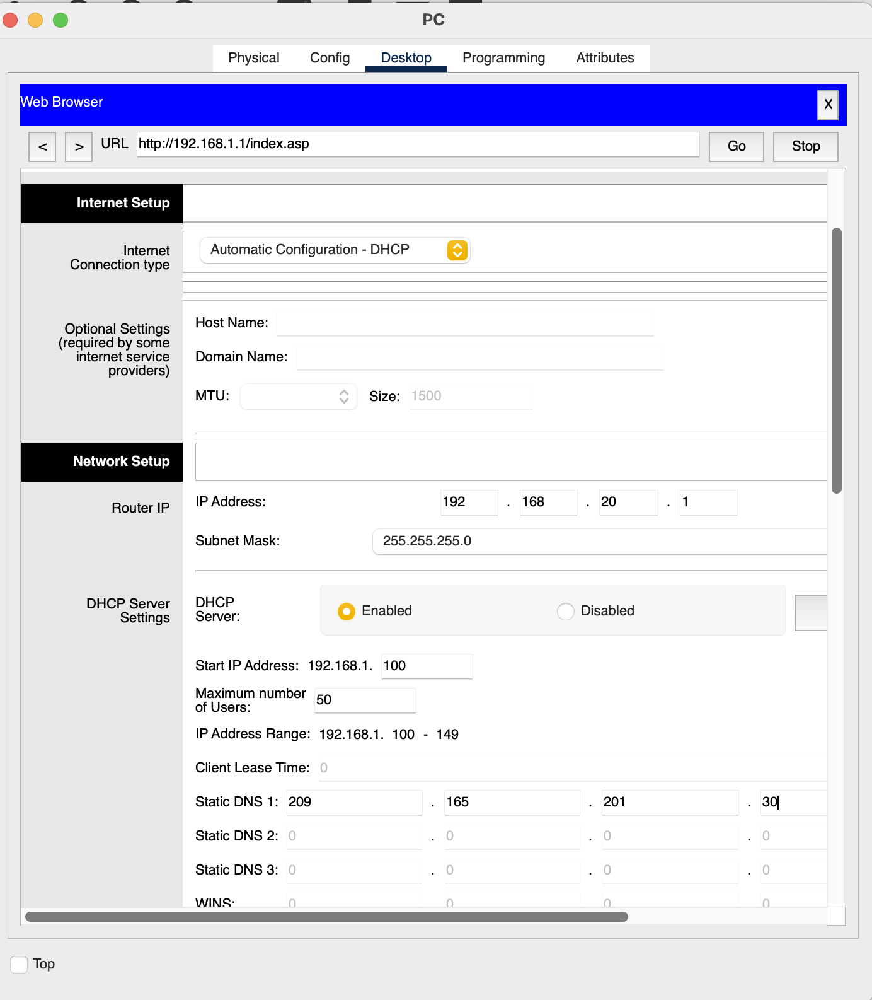 PC
Physical Config Desktop Programming Attributes
Web Browser X
< > URL http://192.168.1.1/index.asp Go Stop
Internet Setup
Internet
Connection type
Automatic Configuration - DHCP
Optional Settings
(required by some
internet service
providers)
Host Name:
Domain Name:
MTU: Size: 1500
Network Setup
Router IP
IP Address: 192 . 168 . 20 . 1
Subnet Mask: 255.255.255.0
DHCP Server
Settings
DHCP
Server:
Enabled Disabled
Start IP Address: 192.168.1. 100
Maximum number
of Users:
50
IP Address Range: 192.168.1. 100 - 149
Client Lease Time: 0
Static DNS 1: 209 . 165 . 201 . 30
Static DNS 2: 0 . 0 . 0 . 0
Static DNS 3: 0 . 0 . 0 . 0
WINS: 0 0 0 0
Top